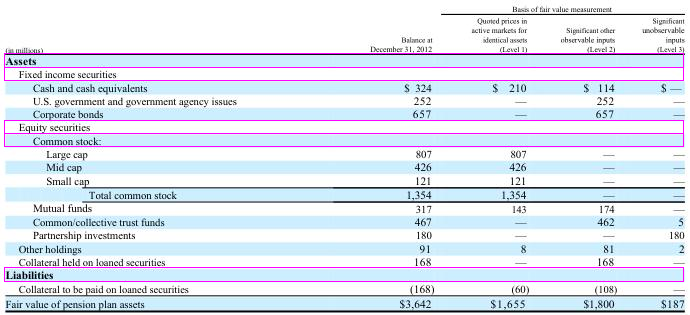 Basis of fair value measurement
Quoted prices in Significant
active markets for Significant other unobservable
Balance at identical assets observable inputs inputs
(in millions) December 31, 2012 (Level 1) (Level 2) (Level 3)
Assets
Fixed income securities
Cash and cash equivalents $ 324 $ 210 $ 114 $ —
U.S. government and government agency issues 252 — 252 —
Corporate bonds 657 — 657 —
Equity securities
Common stock:
Large cap 807 807 — —
Mid cap 426 426 — —
Small cap 121 121 — —
Total common stock 1,354 1,354 — —
Mutual funds 317 143 174 —
Common/collective trust funds 467 — 462 5
Partnership investments 180 — — 180
Other holdings 91 8 81 2
Collateral held on loaned securities 168 — 168 —
Liabilities
Collateral to be paid on loaned securities (168) (60) (108) —
Fair value of pension plan assets $3,642 $1,655 $1,800 $187